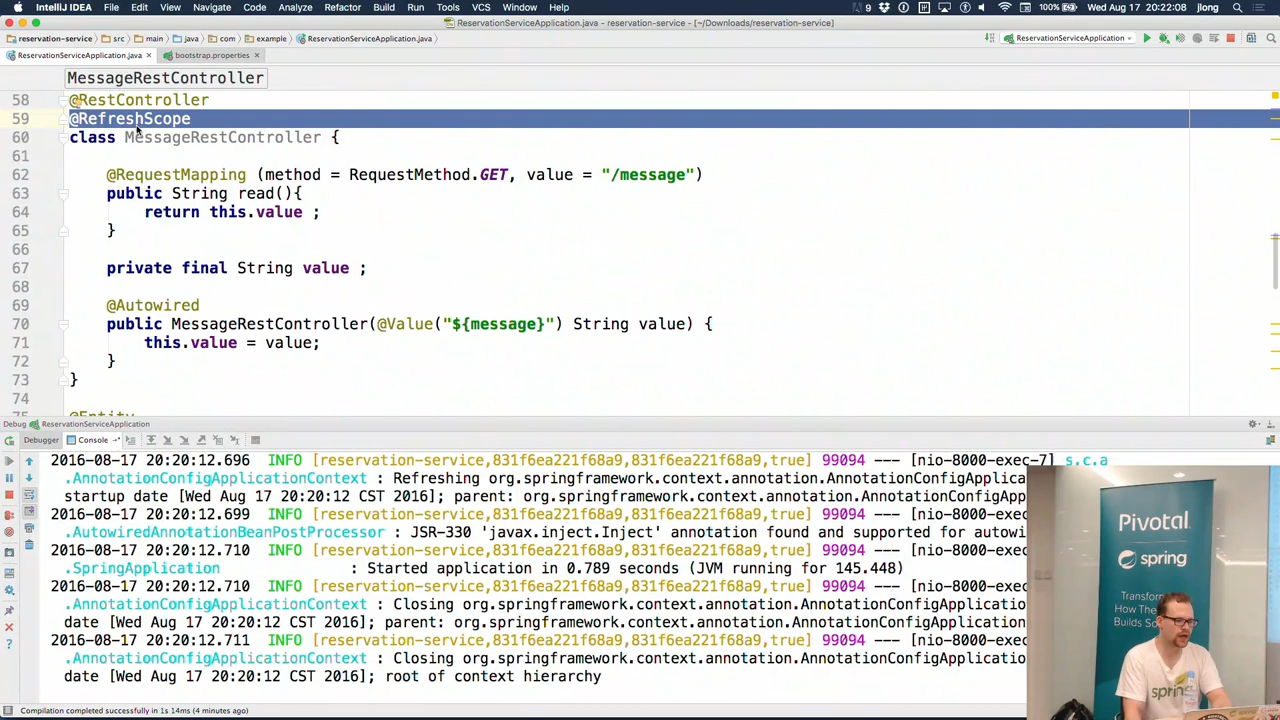 IntelliJ IDEA File Edit View Navigate Code Analyze Refactor Build Run Tools VCS Window Help 9 100% Wed Aug 17 20:22:08 jlong
ReservationServiceApplication.java - reservation-service - [~/Downloads/reservation-service]
reservation-service src main java com example ReservationServiceApplication.java ReservationServiceApplication
ReservationServiceApplication.java bootstrap.properties
MessageRestController
58 @RestController
59 @RefreshScope
60 class MessageRestController {
61
62 @RequestMapping (method = RequestMethod.GET, value = "/message")
63 public String read(){
64 return this.value ;
65 }
66
67 private final String value ;
68
69 @Autowired
70 public MessageRestController(@Value("${message}") String value) {
71 this.value = value;
72 }
73 }
74
75 @Entity
Debug ReservationServiceApplication
Debugger Console
2016-08-17 20:20:12.696 INFO [reservation-service,831f6ea221f68a9,831f6ea221f68a9,true] 99094 --- [nio-8000-exec-7] s.c.a
.AnnotationConfigApplicationContext : Refreshing org.springframework.context.annotation.AnnotationConfigApplica
startup date [Wed Aug 17 20:20:12 CST 2016]; parent: org.springframework.context.annotation.AnnotationConfigApp
2016-08-17 20:20:12.699 INFO [reservation-service,831f6ea221f68a9,831f6ea221f68a9,true] 99094 --- [nio-8000-exec
.AutowiredAnnotationBeanPostProcessor : JSR-330 'javax.inject.Inject' annotation found and supported for autowi
2016-08-17 20:20:12.710 INFO [reservation-service,831f6ea221f68a9,831f6ea221f68a9,true] 99094 --- [nio-8000-exec
.SpringApplication : Started application in 0.789 seconds (JVM running for 145.448)
2016-08-17 20:20:12.710 INFO [reservation-service,831f6ea221f68a9,831f6ea221f68a9,true] 99094 --- [nio-8000-exec
.AnnotationConfigApplicationContext : Closing org.springframework.context.annotation.AnnotationConfigApplication
date [Wed Aug 17 20:20:12 CST 2016]; parent: org.springframework.context.annotation.AnnotationConfigApplication
2016-08-17 20:20:12.711 INFO [reservation-service,831f6ea221f68a9,831f6ea221f68a9,true] 99094 --- [nio-8000-exec
.AnnotationConfigApplicationContext : Closing org.springframework.context.annotation.AnnotationConfigApplication
date [Wed Aug 17 20:20:12 CST 2016]; root of context hierarchy
Compilation completed successfully in 1s 14ms (4 minutes ago)
Pivotal
spring
Transform
How The
Builds So
spring